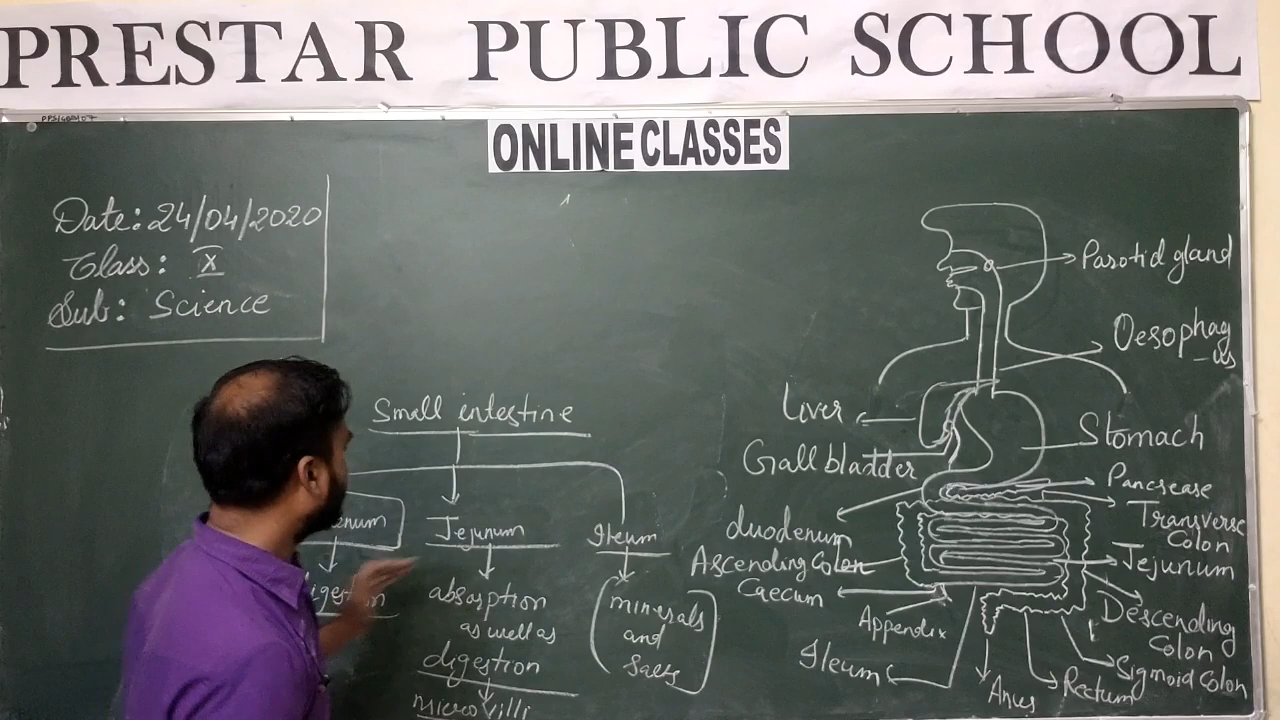 PRESTAR PUBLIC SCHOOL
ONLINE CLASSES
Date: 24/04/2020
Class: X
Sub: Science
Small intestine
enum
Jejunum
Ileum
absorption
as well as
digestion
microvilli
minerals
and
Salts
Parotid gland
Oesophag
-us
Liver
Stomach
Gall bladder
Pancrease
Transverse
Colon
duodenum
Ascending Colon
Jejunum
Caecum
Descending
Colon
Appendix
Ileum
Sigmoid Colon
Rectum
Anus